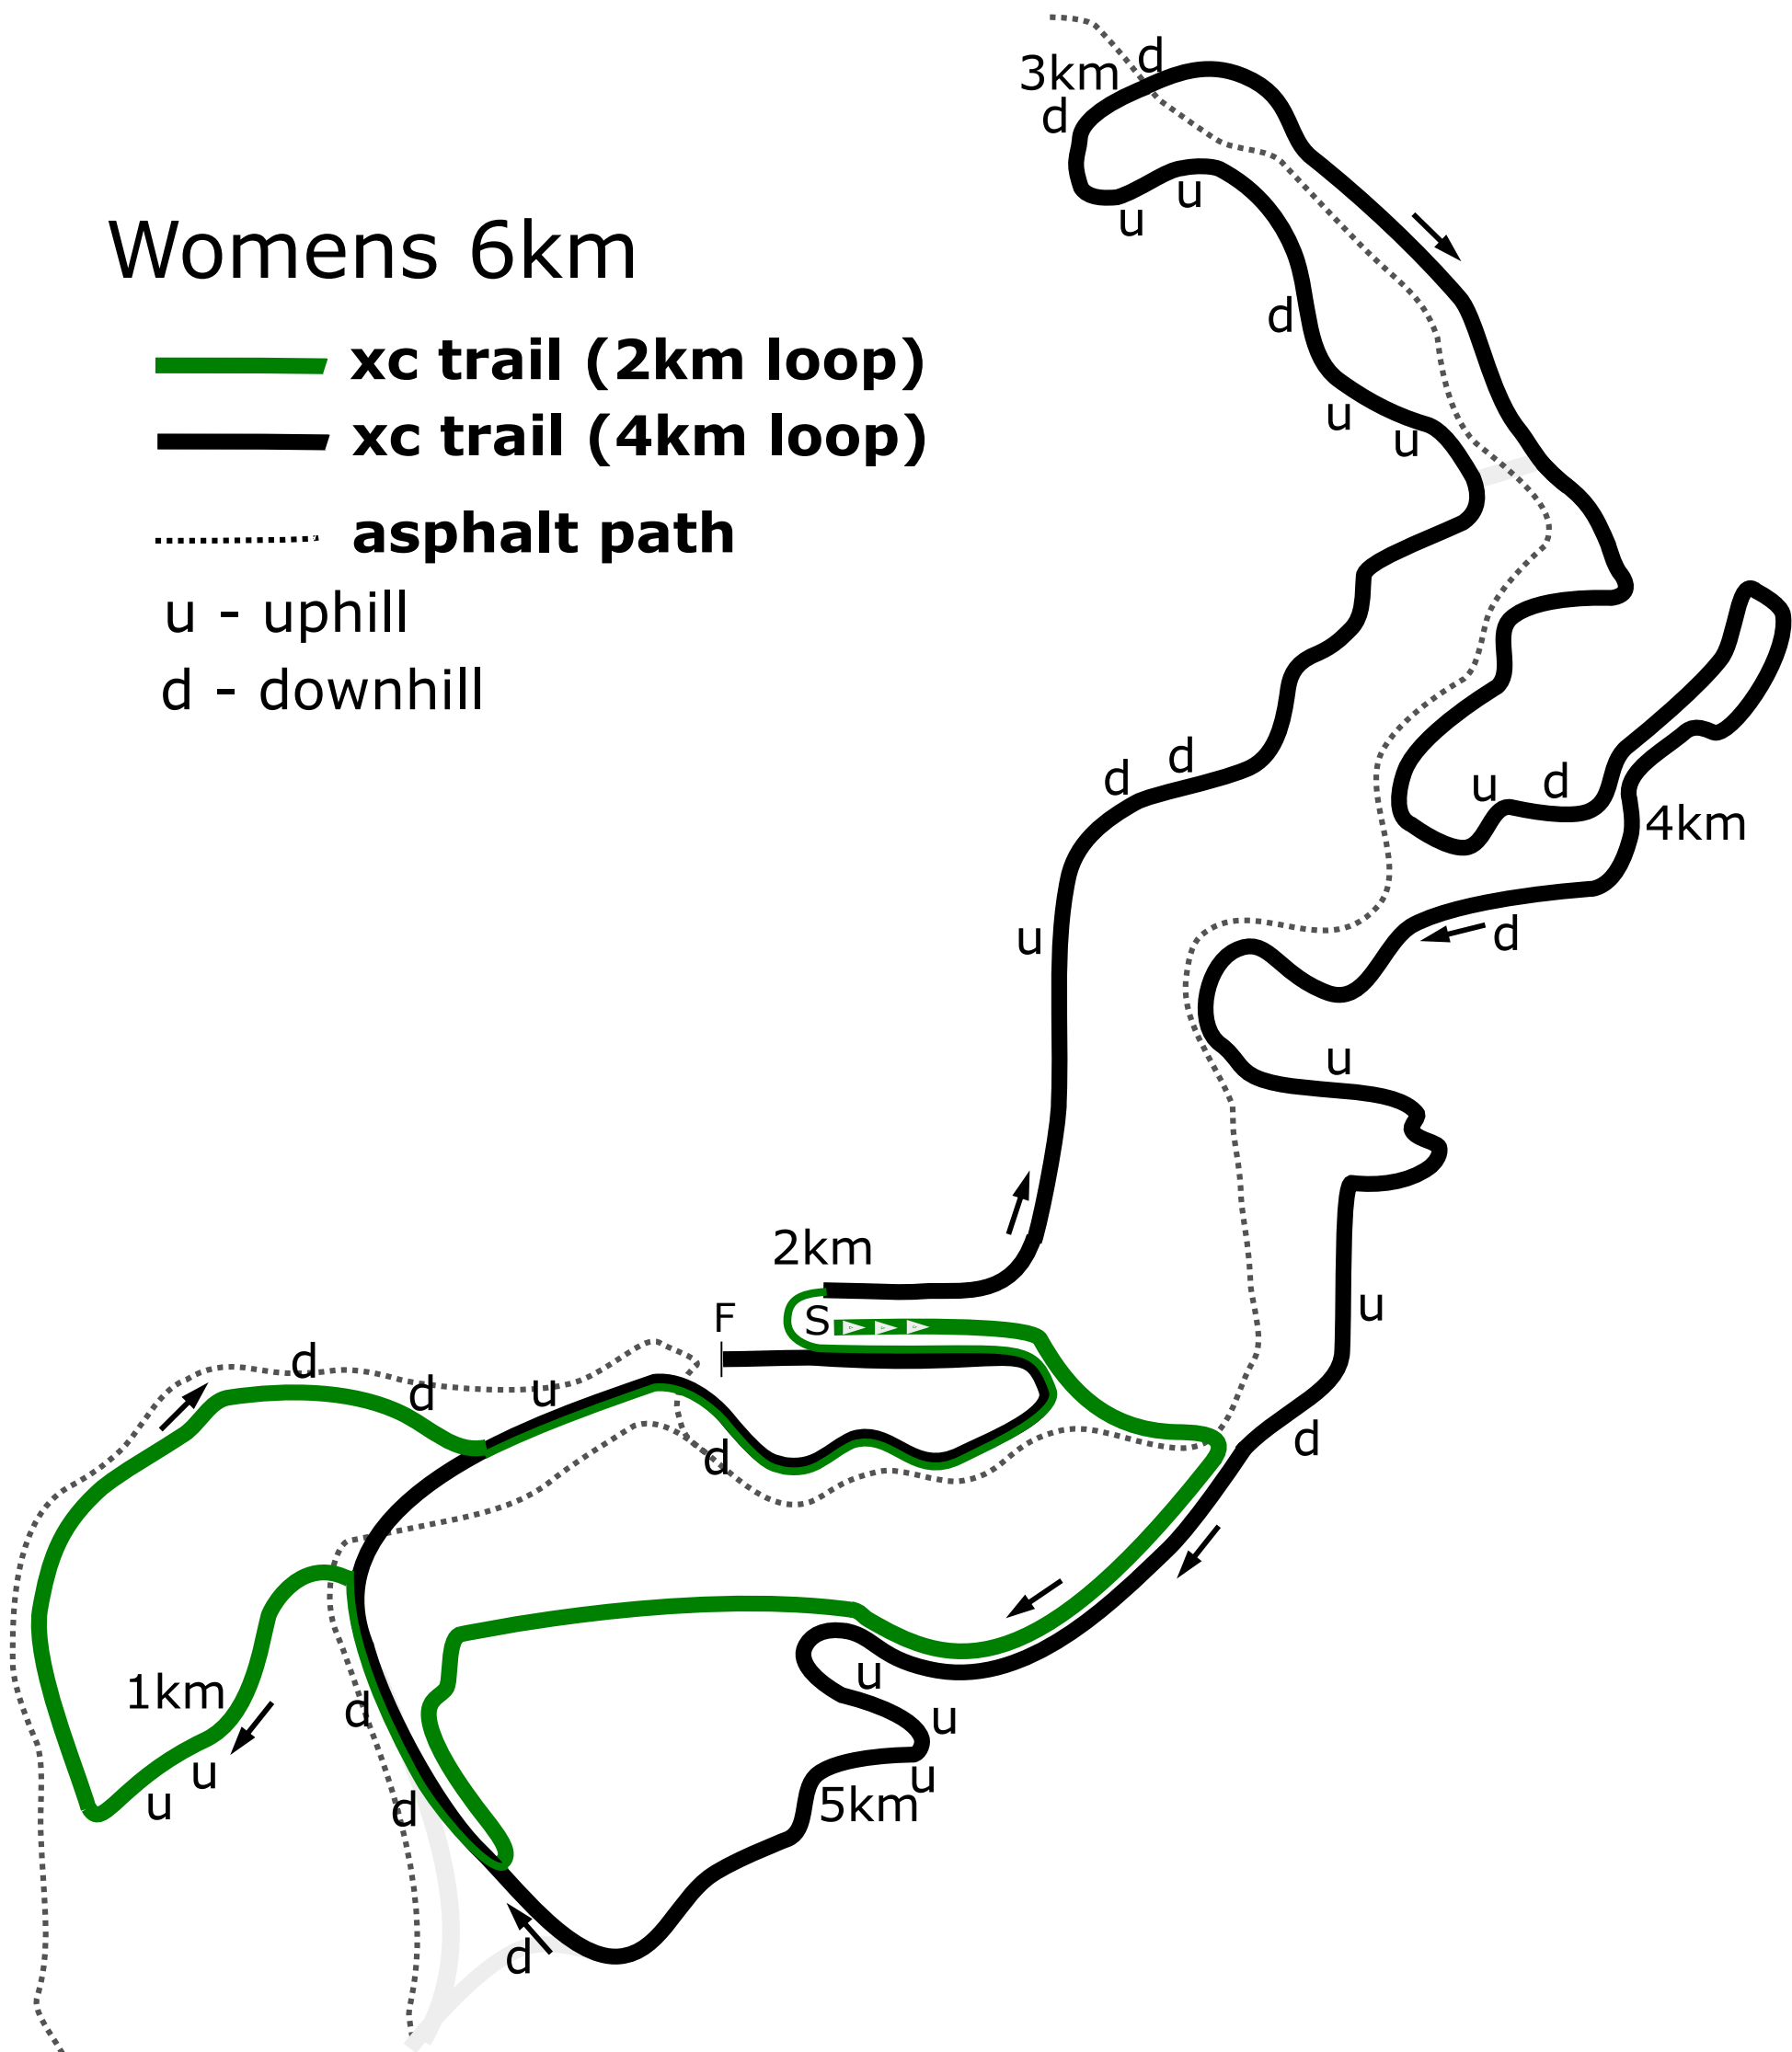 Womens 6km
xc trail (2km loop)
xc trail (4km loop)
asphalt path
u - uphill
d - downhill
d
3km
d
u
u
d
u
u
d
d
u
d
4km
u
d
u
2km
u
F
S
d
d
u
d
d
1km
d
u
u
u
u
u
5km
d
u
d